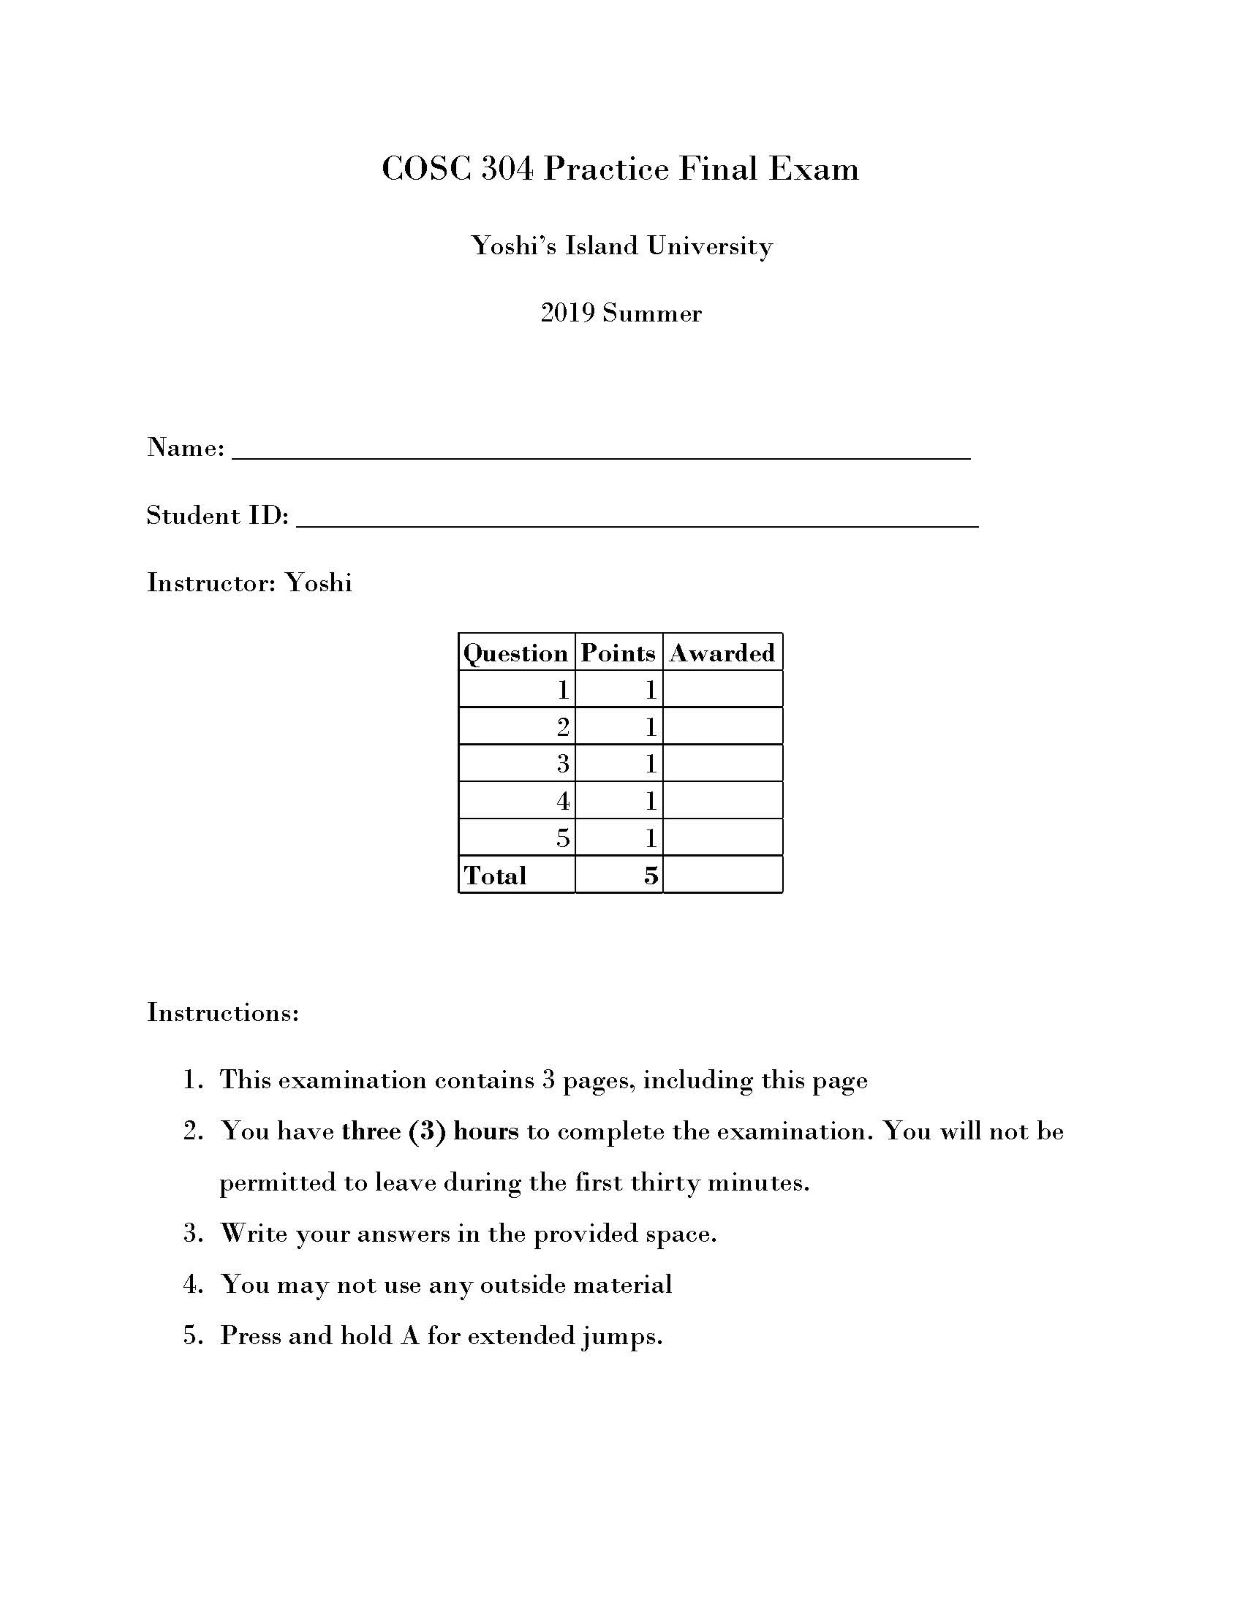 COSC 304 Practice Final Exam
Yoshi's Island University
2019 Summer
Name:
Student ID:
Instructor: Yoshi
Question Points Awarded
1 1
2 1
3 1
4 1
5 1
Total 5
Instructions:
1. This examination contains 3 pages, including this page
2. You have three (3) hours to complete the examination. You will not be
permitted to leave during the first thirty minutes.
3. Write your answers in the provided space.
4. You may not use any outside material
5. Press and hold A for extended jumps.